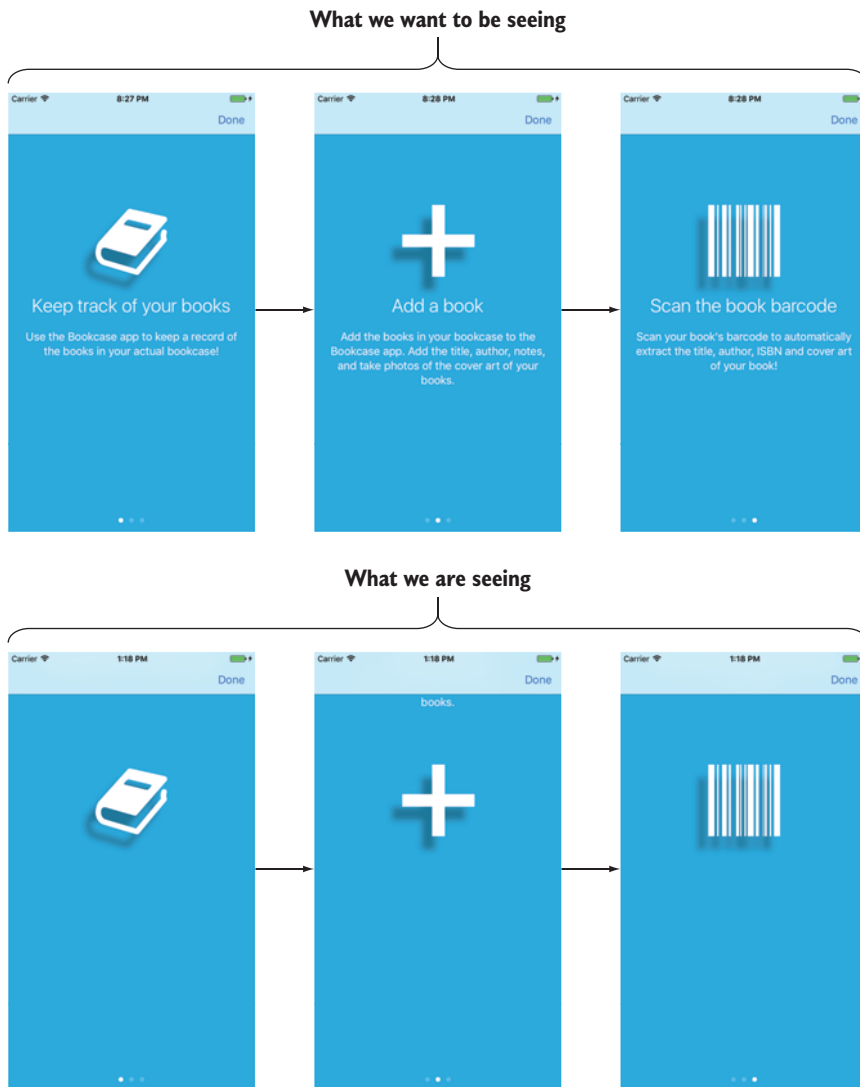 What we want to be seeing
Carrier 8:27 PM
Done
Keep track of your books
Use the Bookcase app to keep a record of
the books in your actual bookcase!
Carrier 8:28 PM
Done
Add a book
Add the books in your bookcase to the
Bookcase app. Add the title, author, notes,
and take photos of the cover art of your
books.
Carrier 8:28 PM
Done
Scan the book barcode
Scan your book's barcode to automatically
extract the title, author, ISBN and cover art
of your book!
What we are seeing
Carrier 1:18 PM
Done
Carrier 1:18 PM
Done
books.
Carrier 1:18 PM
Done